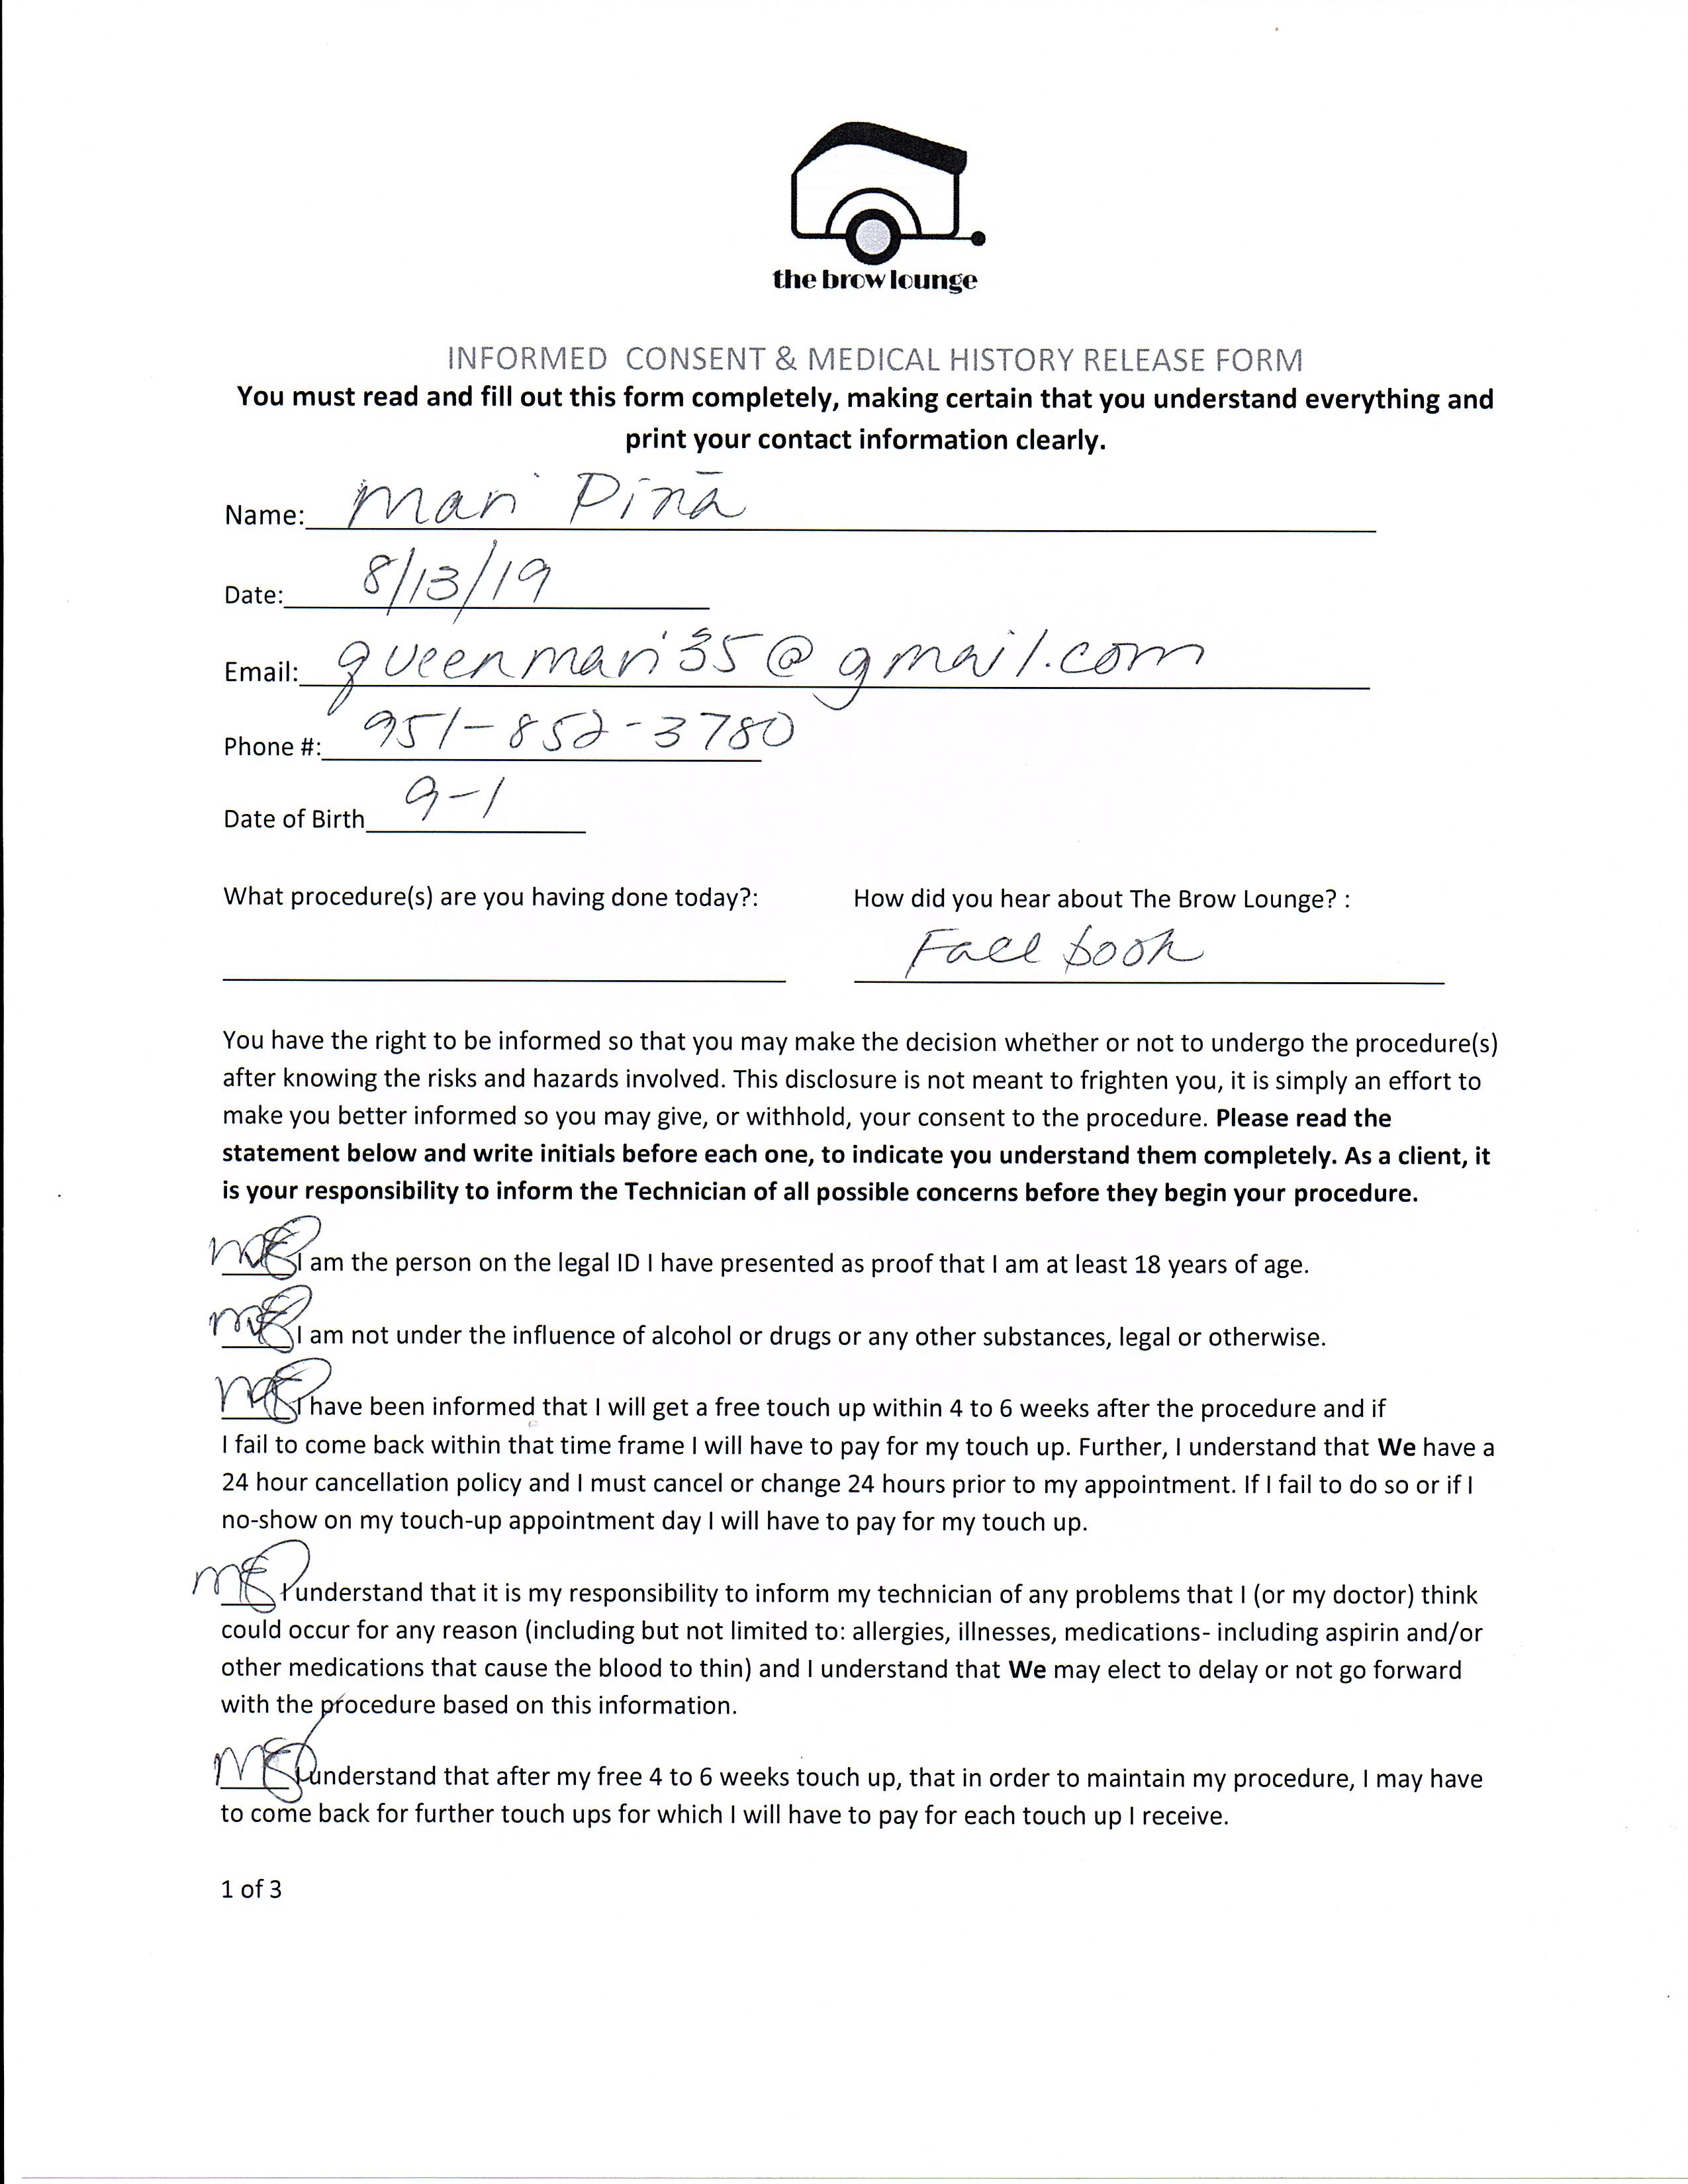 the brow lounge
INFORMED CONSENT & MEDICAL HISTORY RELEASE FORM
You must read and fill out this form completely, making certain that you understand everything and
print your contact information clearly.
Name: Mari Piña
Date: 8/13/19
Email: queenmari35@gmail.com
Phone #: 951-852-3780
Date of Birth 9-1
What procedure(s) are you having done today?: How did you hear about The Brow Lounge? :
Facebook
You have the right to be informed so that you may make the decision whether or not to undergo the procedure(s)
after knowing the risks and hazards involved. This disclosure is not meant to frighten you, it is simply an effort to
make you better informed so you may give, or withhold, your consent to the procedure. Please read the
statement below and write initials before each one, to indicate you understand them completely. As a client, it
is your responsibility to inform the Technician of all possible concerns before they begin your procedure.
MEP I am the person on the legal ID I have presented as proof that I am at least 18 years of age.
MEP I am not under the influence of alcohol or drugs or any other substances, legal or otherwise.
MEP I have been informed that I will get a free touch up within 4 to 6 weeks after the procedure and if
I fail to come back within that time frame I will have to pay for my touch up. Further, I understand that We have a
24 hour cancellation policy and I must cancel or change 24 hours prior to my appointment. If I fail to do so or if I
no-show on my touch-up appointment day I will have to pay for my touch up.
MEP I understand that it is my responsibility to inform my technician of any problems that I (or my doctor) think
could occur for any reason (including but not limited to: allergies, illnesses, medications- including aspirin and/or
other medications that cause the blood to thin) and I understand that We may elect to delay or not go forward
with the procedure based on this information.
MEP I understand that after my free 4 to 6 weeks touch up, that in order to maintain my procedure, I may have
to come back for further touch ups for which I will have to pay for each touch up I receive.
1 of 3